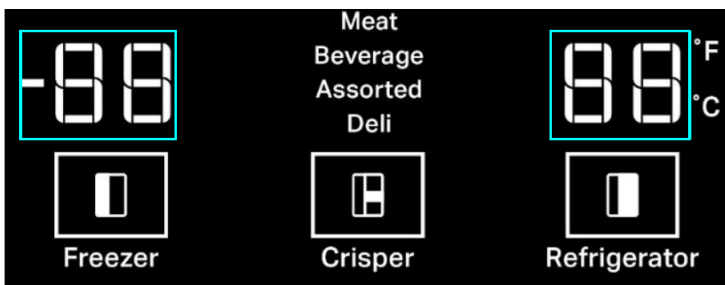 -88
Meat
Beverage
Assorted
Deli
88
°F
°C
Freezer
Crisper
Refrigerator